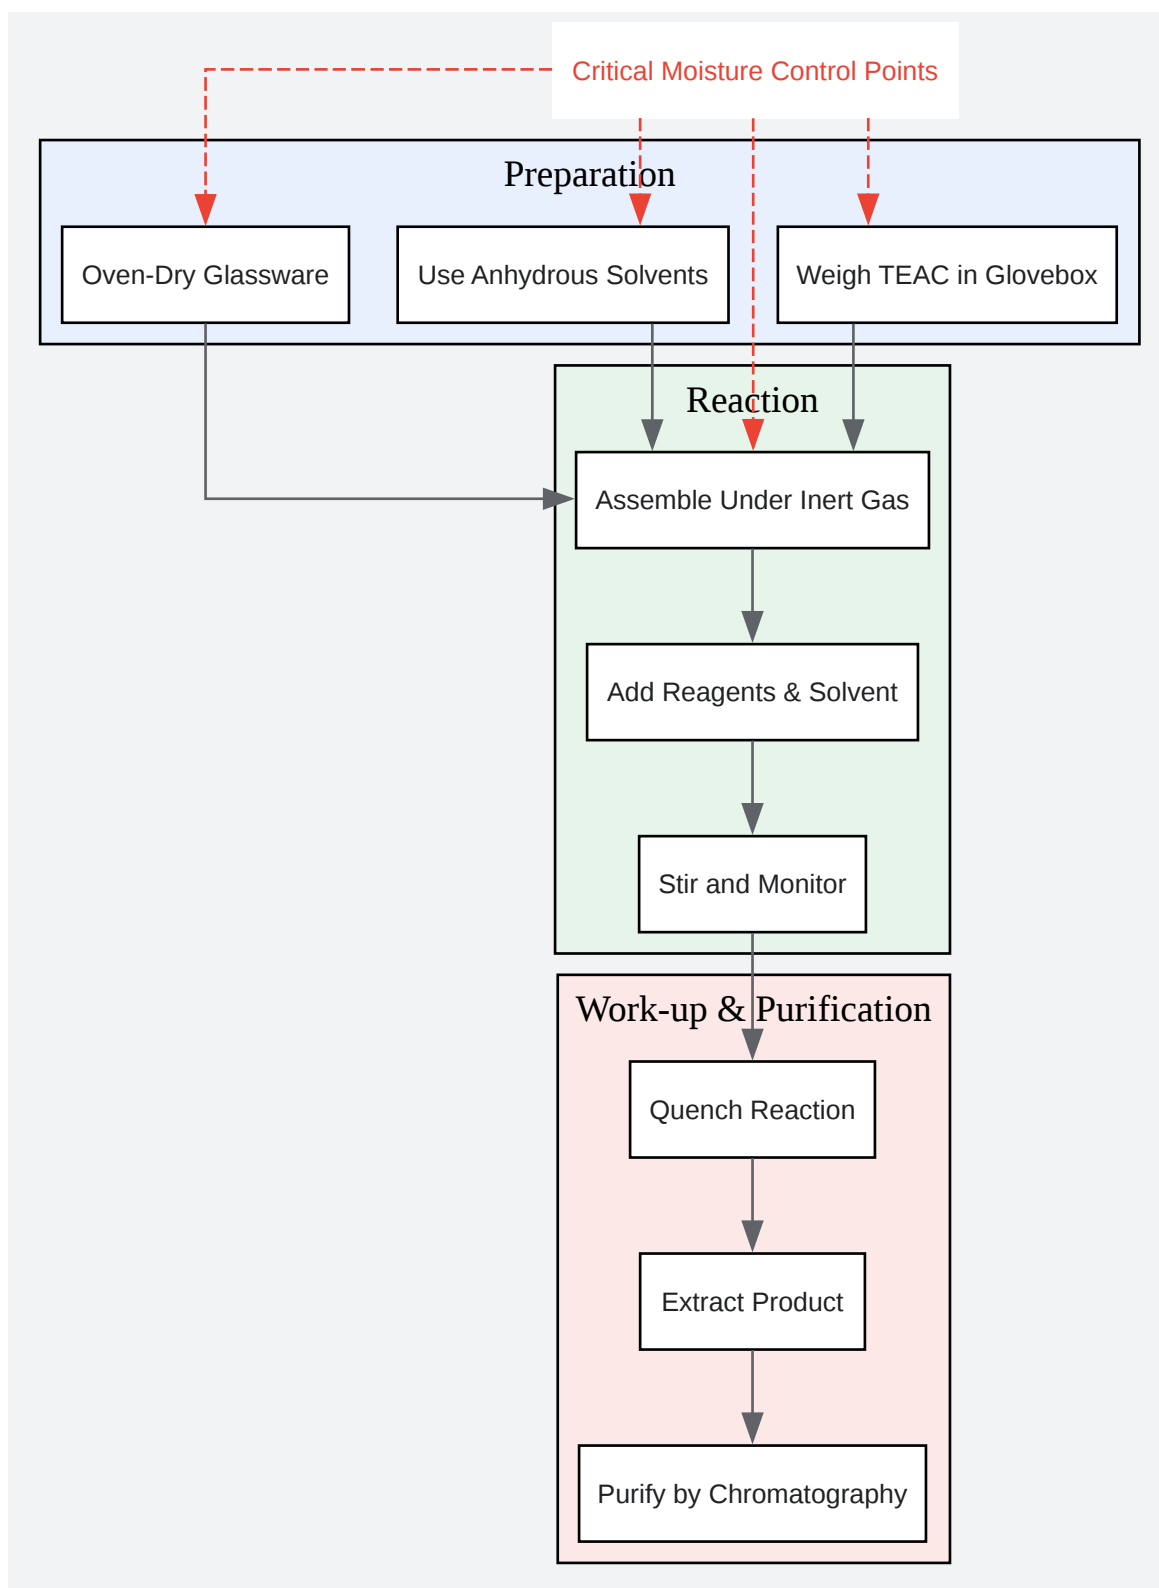 Critical Moisture Control Points
Preparation
Oven-Dry Glassware
Use Anhydrous Solvents
Weigh TEAC in Glovebox
Reaction
Assemble Under Inert Gas
Add Reagents & Solvent
Stir and Monitor
Work-up & Purification
Quench Reaction
Extract Product
Purify by Chromatography